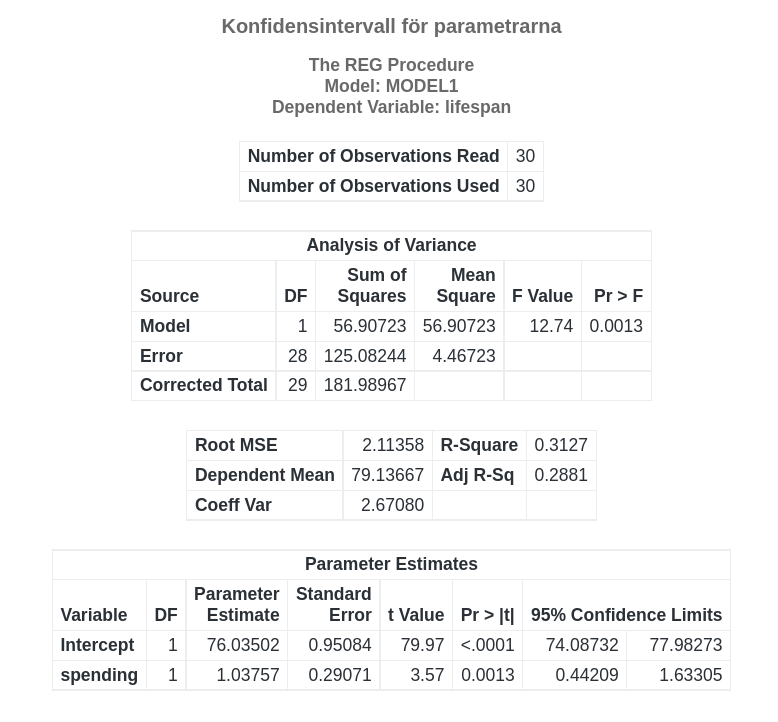 Konfidensintervall för parametrarna
The REG Procedure
Model: MODEL1
Dependent Variable: lifespan
Number of Observations Read 30
Number of Observations Used 30
Analysis of Variance
Source DF Sum of Squares Mean Square F Value Pr > F
Model 1 56.90723 56.90723 12.74 0.0013
Error 28 125.08244 4.46723
Corrected Total 29 181.98967
Root MSE 2.11358 R-Square 0.3127
Dependent Mean 79.13667 Adj R-Sq 0.2881
Coeff Var 2.67080
Parameter Estimates
Variable DF Parameter Estimate Standard Error t Value Pr > |t| 95% Confidence Limits
Intercept 1 76.03502 0.95084 79.97 <.0001 74.08732 77.98273
spending 1 1.03757 0.29071 3.57 0.0013 0.44209 1.63305